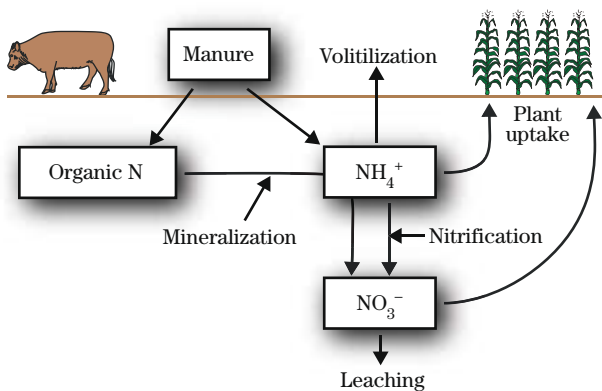 Manure
Volitilization
Plant
uptake
Organic N
NH₄⁺
Mineralization
Nitrification
NO₃⁻
Leaching